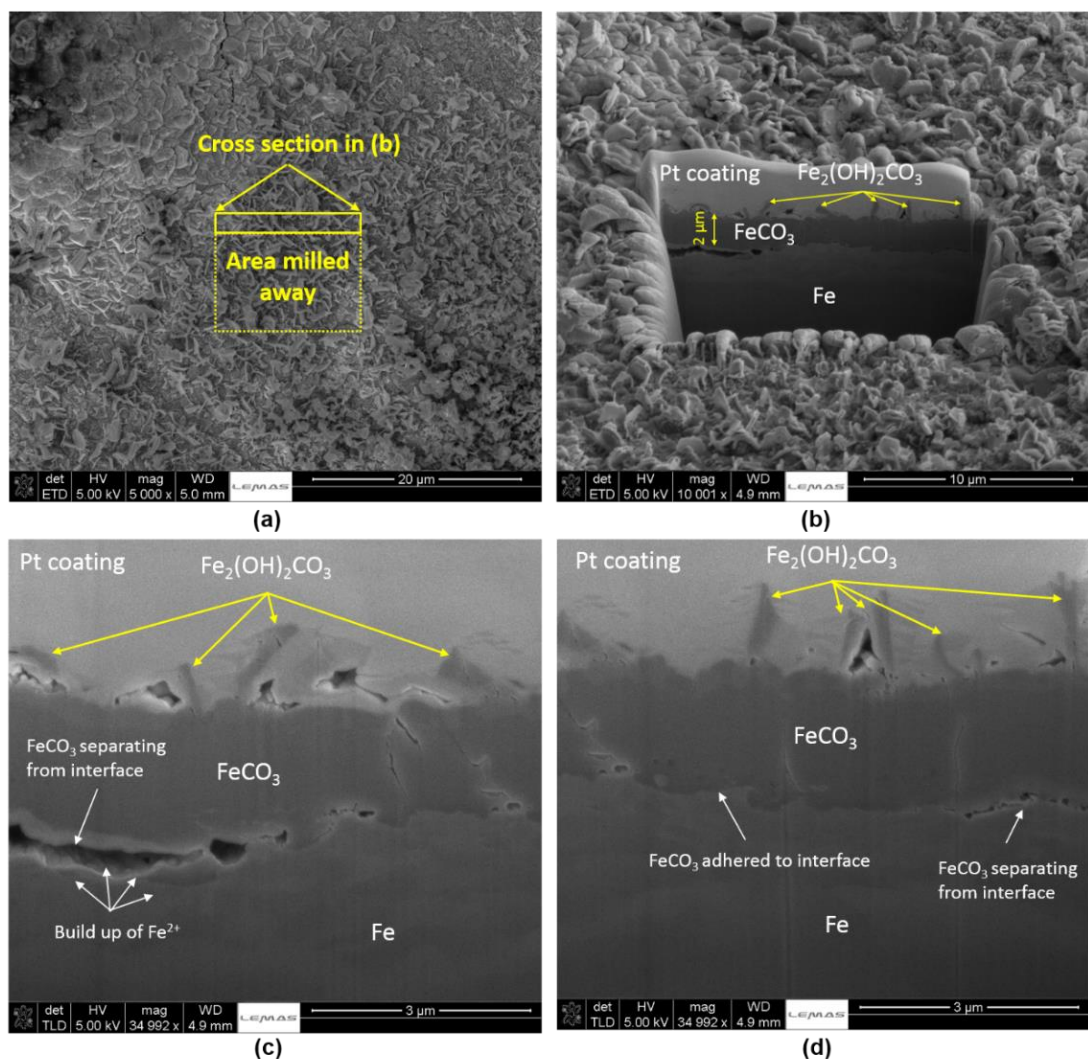 Cross section in (b)
Area milled
away
det HV mag WD
ETD 5.00 kV 5 000 x 5.0 mm LEMAS 20 µm
(a)
Pt coating Fe₂(OH)₂CO₃
2 µm
FeCO₃
Fe
det HV mag WD
ETD 5.00 kV 10 001 x 4.9 mm LEMAS 10 µm
(b)
Pt coating Fe₂(OH)₂CO₃
FeCO₃ separating
from interface
FeCO₃
Build up of Fe²⁺
Fe
det HV mag WD
TLD 5.00 kV 34 992 x 4.9 mm LEMAS 3 µm
(c)
Pt coating Fe₂(OH)₂CO₃
FeCO₃
FeCO₃ adhered to interface
FeCO₃ separating
from interface
Fe
det HV mag WD
TLD 5.00 kV 34 992 x 4.9 mm LEMAS 3 µm
(d)